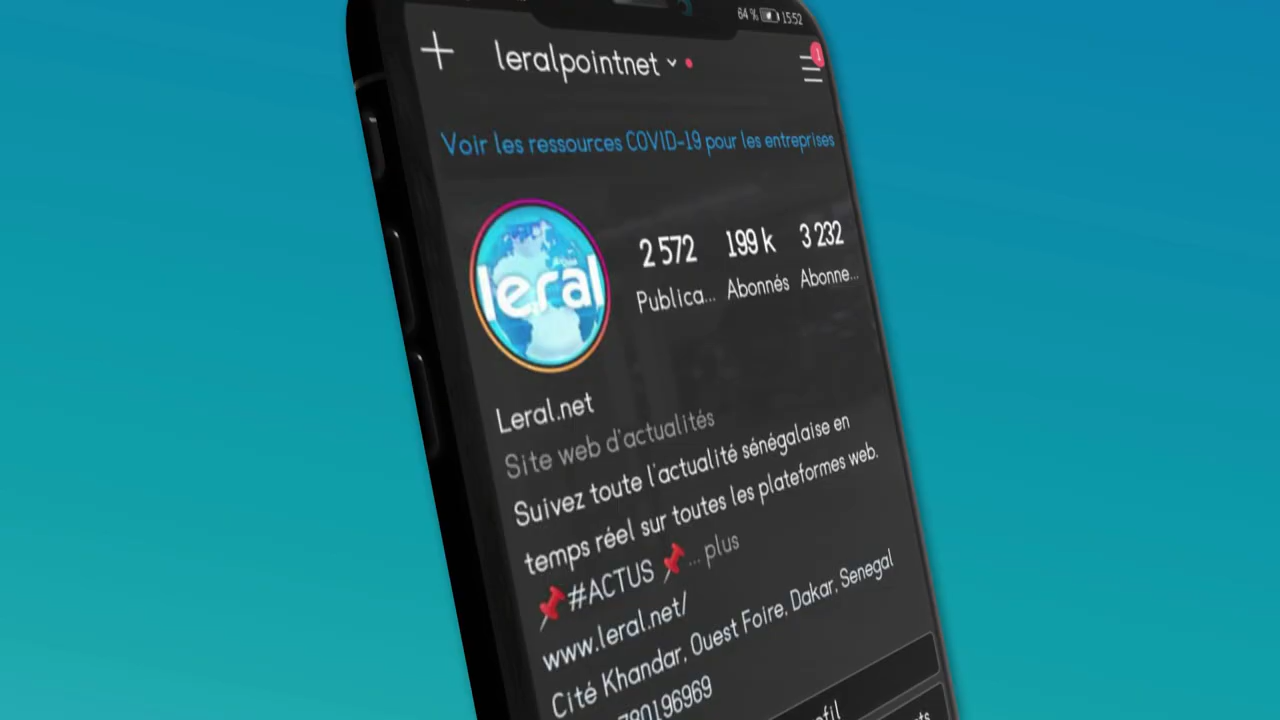 64 % 15:52
leralpointnet
1
Voir les ressources COVID-19 pour les entreprises
leral
2 572 199 k 3 232
Publica... Abonnés Abonne...
Leral.net
Site web d'actualités
Suivez toute l'actualité sénégalaise en
temps réel sur toutes les plateformes web.
#ACTUS ... plus
www.leral.net/
Cité Khandar, Ouest Foire, Dakar, Senegal
780196969